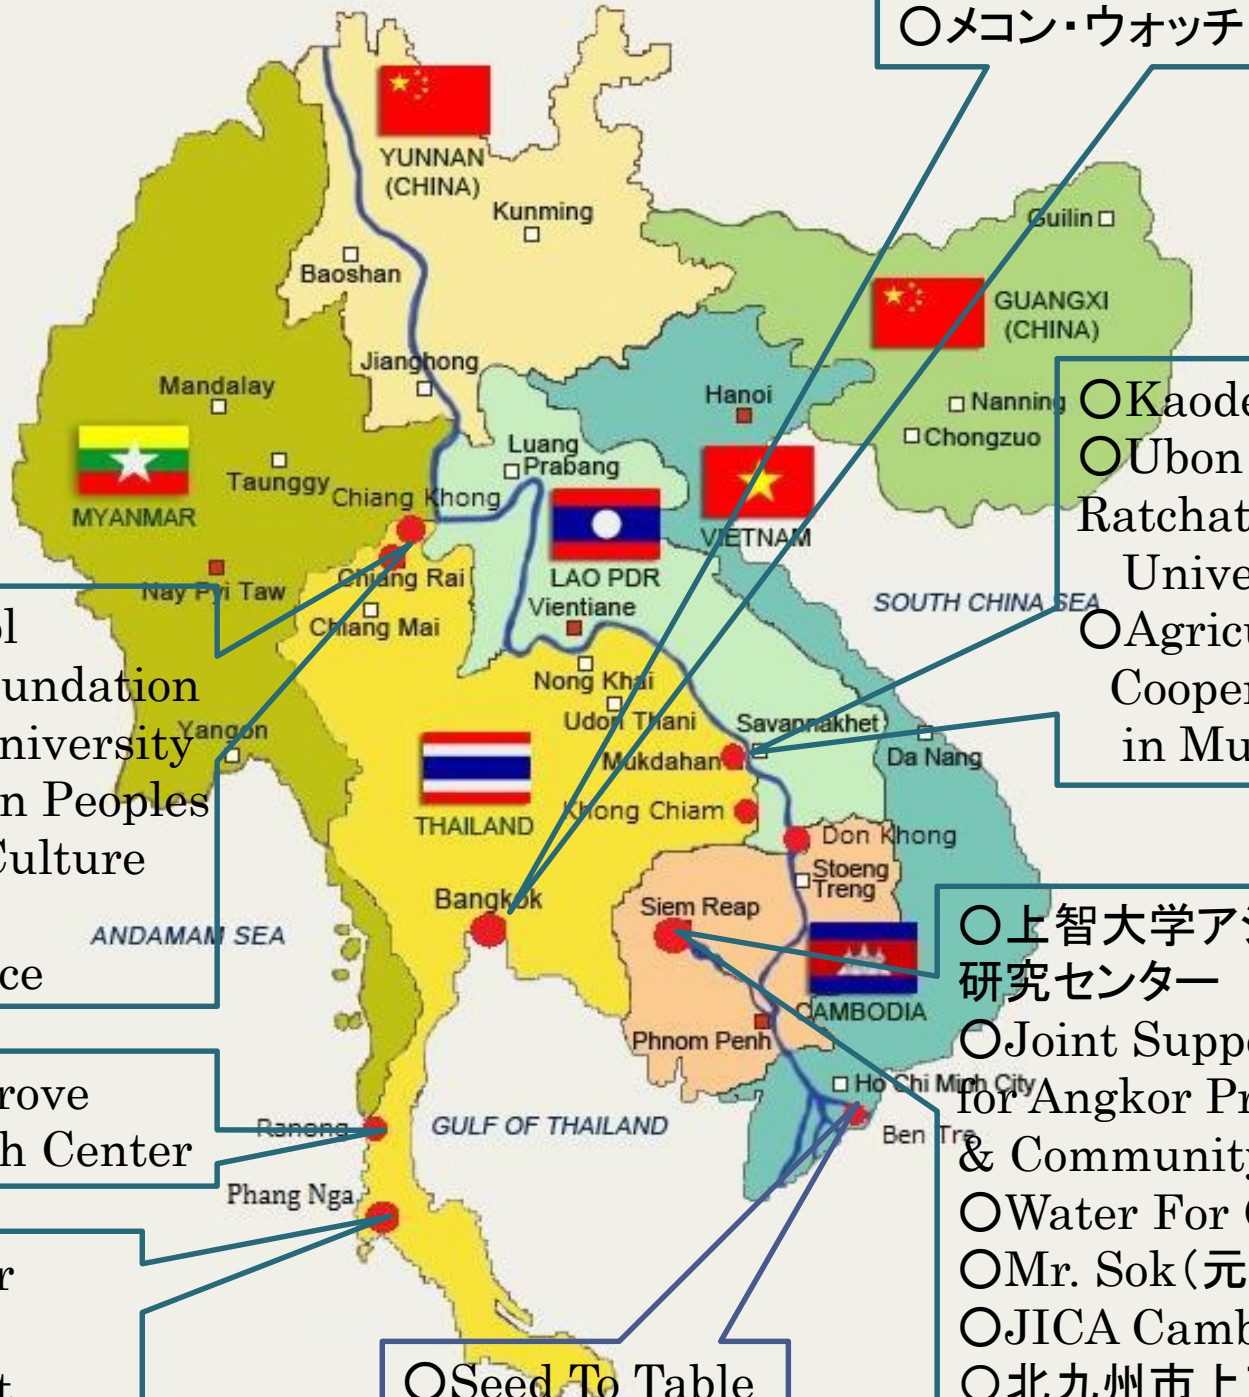 ○メコン・ウォッチ
YUNNAN
(CHINA)
Kunming
Baoshan
Guilin
GUANGXI
(CHINA)
Jianghong
Mandalay
Hanoi
Nanning
Chongzuo
Luang
Prabang
Taunggy
Chiang Khong
MYANMAR
VIETNAM
Chiang Rai
LAO PDR
Nay Pyi Taw
Vientiane
SOUTH CHINA SEA
Chiang Mai
Nong Khai
Udon Thani
Savannakhet
Yangon
Mukdahan
Da Nang
Khong Chiam
THAILAND
Don Khong
Stoeng
Treng
Bangkok
Siem Reap
ANDAMAM SEA
CAMBODIA
Phnom Penh
Ho Chi Minh City
Ranong
GULF OF THAILAND
Ben Tre
Phang Nga
○Kaode
○Ubon
Ratchat
Unive
○Agricu
Cooper
in Mu
ol
undation
niversity
n Peoples
Culture
ce
rove
h Center
r
t
○上智大学アジ
研究センター
○Joint Suppo
for Angkor Pr
& Community
○Water For C
○Mr. Sok（元
○JICA Camb
○北九州市上
○Seed To Table